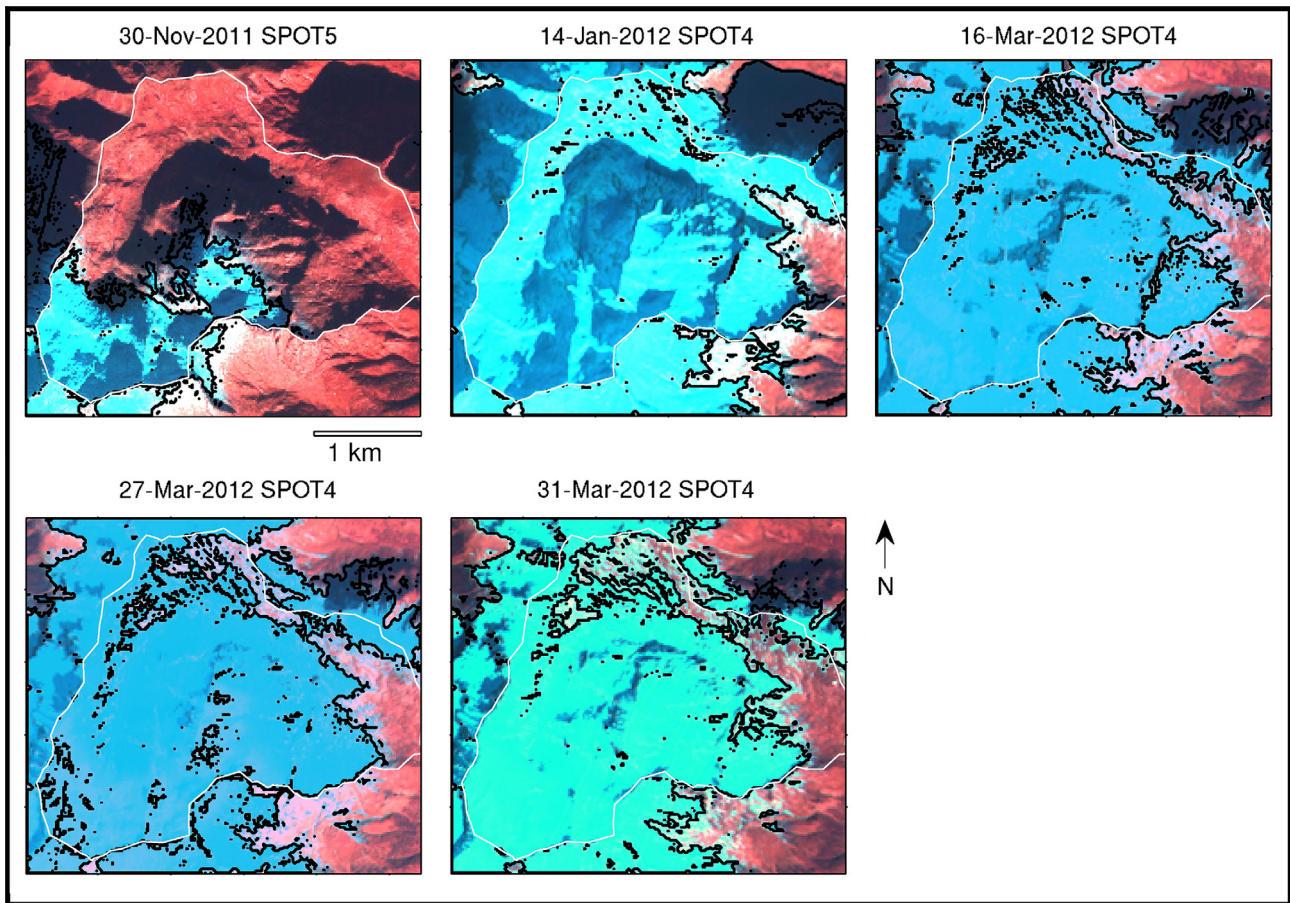 30-Nov-2011 SPOT5
14-Jan-2012 SPOT4
16-Mar-2012 SPOT4
1 km
27-Mar-2012 SPOT4
31-Mar-2012 SPOT4
N